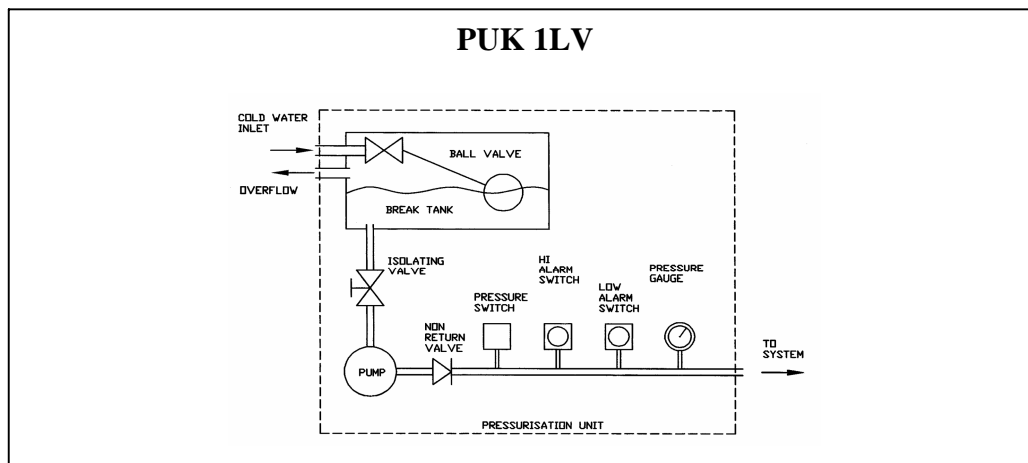 PUK 1LV
COLD WATER
INLET
BALL VALVE
OVERFLOW
BREAK TANK
ISOLATING
VALVE
HI
ALARM
SWITCH
PRESSURE
GAUGE
PRESSURE
SWITCH
LOW
ALARM
SWITCH
NON
RETURN
VALVE
TO
SYSTEM
PUMP
PRESSURISATION UNIT